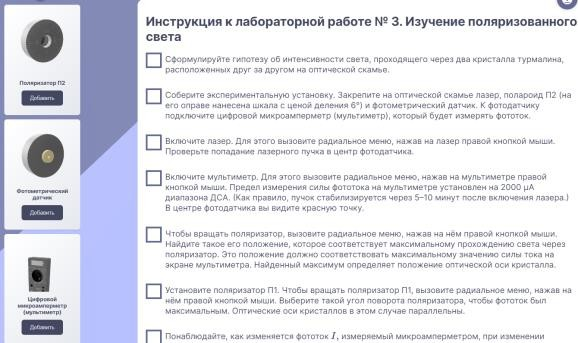 Инструкция к лабораторной работе № 3. Изучение поляризованного
света
Сформулируйте гипотезу об интенсивности света, проходящего через два кристалла турмалина,
расположенных друг за другом на оптической скамье.
Соберите экспериментальную установку. Закрепите на оптической скамье лазер, полароид П2 (на
его оправе нанесена шкала с ценой деления 6°) и фотометрический датчик. К фотодатчику
подключите цифровой микроамперметр (мультиметр), который будет измерять фототок.
Включите лазер. Для этого вызовите радиальное меню, нажав на лазер правой кнопкой мыши.
Проверьте попадание лазерного пучка в центр фотодатчика.
Включите мультиметр. Для этого вызовите радиальное меню, нажав на мультиметре правой
кнопкой мыши. Предел измерения силы фототока на мультиметре установлен на 2000 μA
диапазона ДСА. (Как правило, пучок стабилизируется через 5–10 минут после включения лазера.)
В центре фотодатчика вы видите красную точку.
Чтобы вращать поляризатор, вызовите радиальное меню, нажав на нём правой кнопкой мыши.
Найдите такое его положение, которое соответствует максимальному прохождению света через
поляризатор. Это положение должно соответствовать максимальному значению силы тока на
экране мультиметра. Найденный максимум определяет положение оптической оси кристалла.
Установите поляризатор П1. Чтобы вращать поляризатор П1, вызовите радиальное меню, нажав на
нём правой кнопкой мыши. Выберите такой угол поворота поляризатора, чтобы фототок был
максимальным. Оптические оси кристаллов в этом случае параллельны.
Понаблюдайте, как изменяется фототок I, измеряемый микроамперметром, при изменении
Поляризатор П2
Добавить
Фотометрический
датчик
Добавить
Цифровой
микроамперметр
(мультиметр)
Добавить